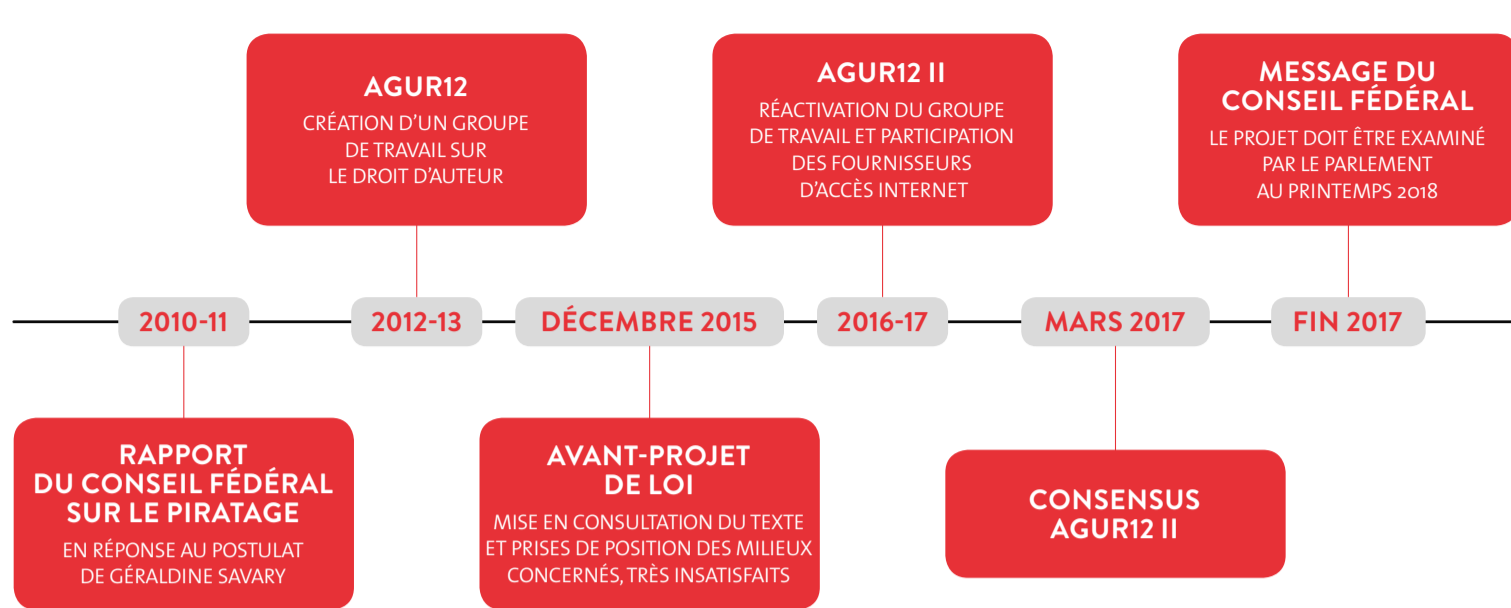 AGUR12
CRÉATION D'UN GROUPE
DE TRAVAIL SUR
LE DROIT D'AUTEUR
AGUR12 II
RÉACTIVATION DU GROUPE
DE TRAVAIL ET PARTICIPATION
DES FOURNISSEURS
D'ACCÈS INTERNET
MESSAGE DU
CONSEIL FÉDÉRAL
LE PROJET DOIT ÊTRE EXAMINÉ
PAR LE PARLEMENT
AU PRINTEMPS 2018
2010-11
2012-13
DÉCEMBRE 2015
2016-17
MARS 2017
FIN 2017
RAPPORT
DU CONSEIL FÉDÉRAL
SUR LE PIRATAGE
EN RÉPONSE AU POSTULAT
DE GÉRALDINE SAVARY
AVANT-PROJET
DE LOI
MISE EN CONSULTATION DU TEXTE
ET PRISES DE POSITION DES MILIEUX
CONCERNÉS, TRÈS INSATISFAITS
CONSENSUS
AGUR12 II